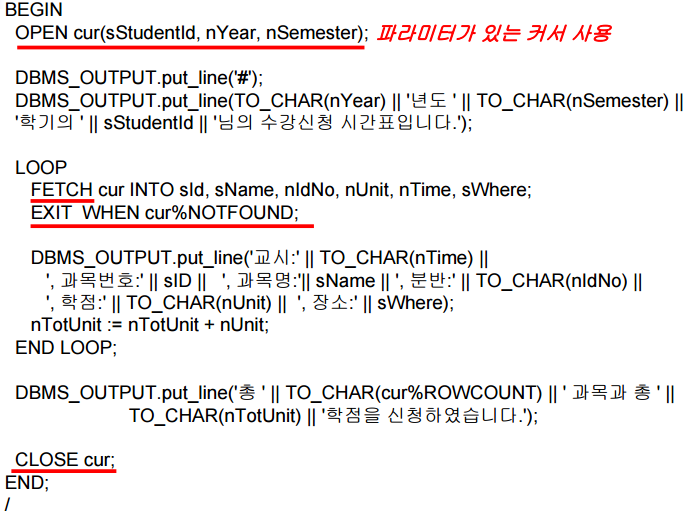 BEGIN
OPEN cur(sStudentId, nYear, nSemester); 파라미터가 있는 커서 사용
DBMS_OUTPUT.put_line('#');
DBMS_OUTPUT.put_line(TO_CHAR(nYear) || '년도 ' || TO_CHAR(nSemester) ||
'학기의 ' || sStudentId || '님의 수강신청 시간표입니다.');
LOOP
FETCH cur INTO sId, sName, nIdNo, nUnit, nTime, sWhere;
EXIT WHEN cur%NOTFOUND;
DBMS_OUTPUT.put_line('교시:' || TO_CHAR(nTime) ||
', 과목번호:' || sID || ', 과목명:'|| sName || ', 분반:' || TO_CHAR(nIdNo) ||
', 학점:' || TO_CHAR(nUnit) || ', 장소:' || sWhere);
nTotUnit := nTotUnit + nUnit;
END LOOP;
DBMS_OUTPUT.put_line('총 ' || TO_CHAR(cur%ROWCOUNT) || ' 과목과 총 ' ||
TO_CHAR(nTotUnit) || '학점을 신청하였습니다.');
CLOSE cur;
END;
/